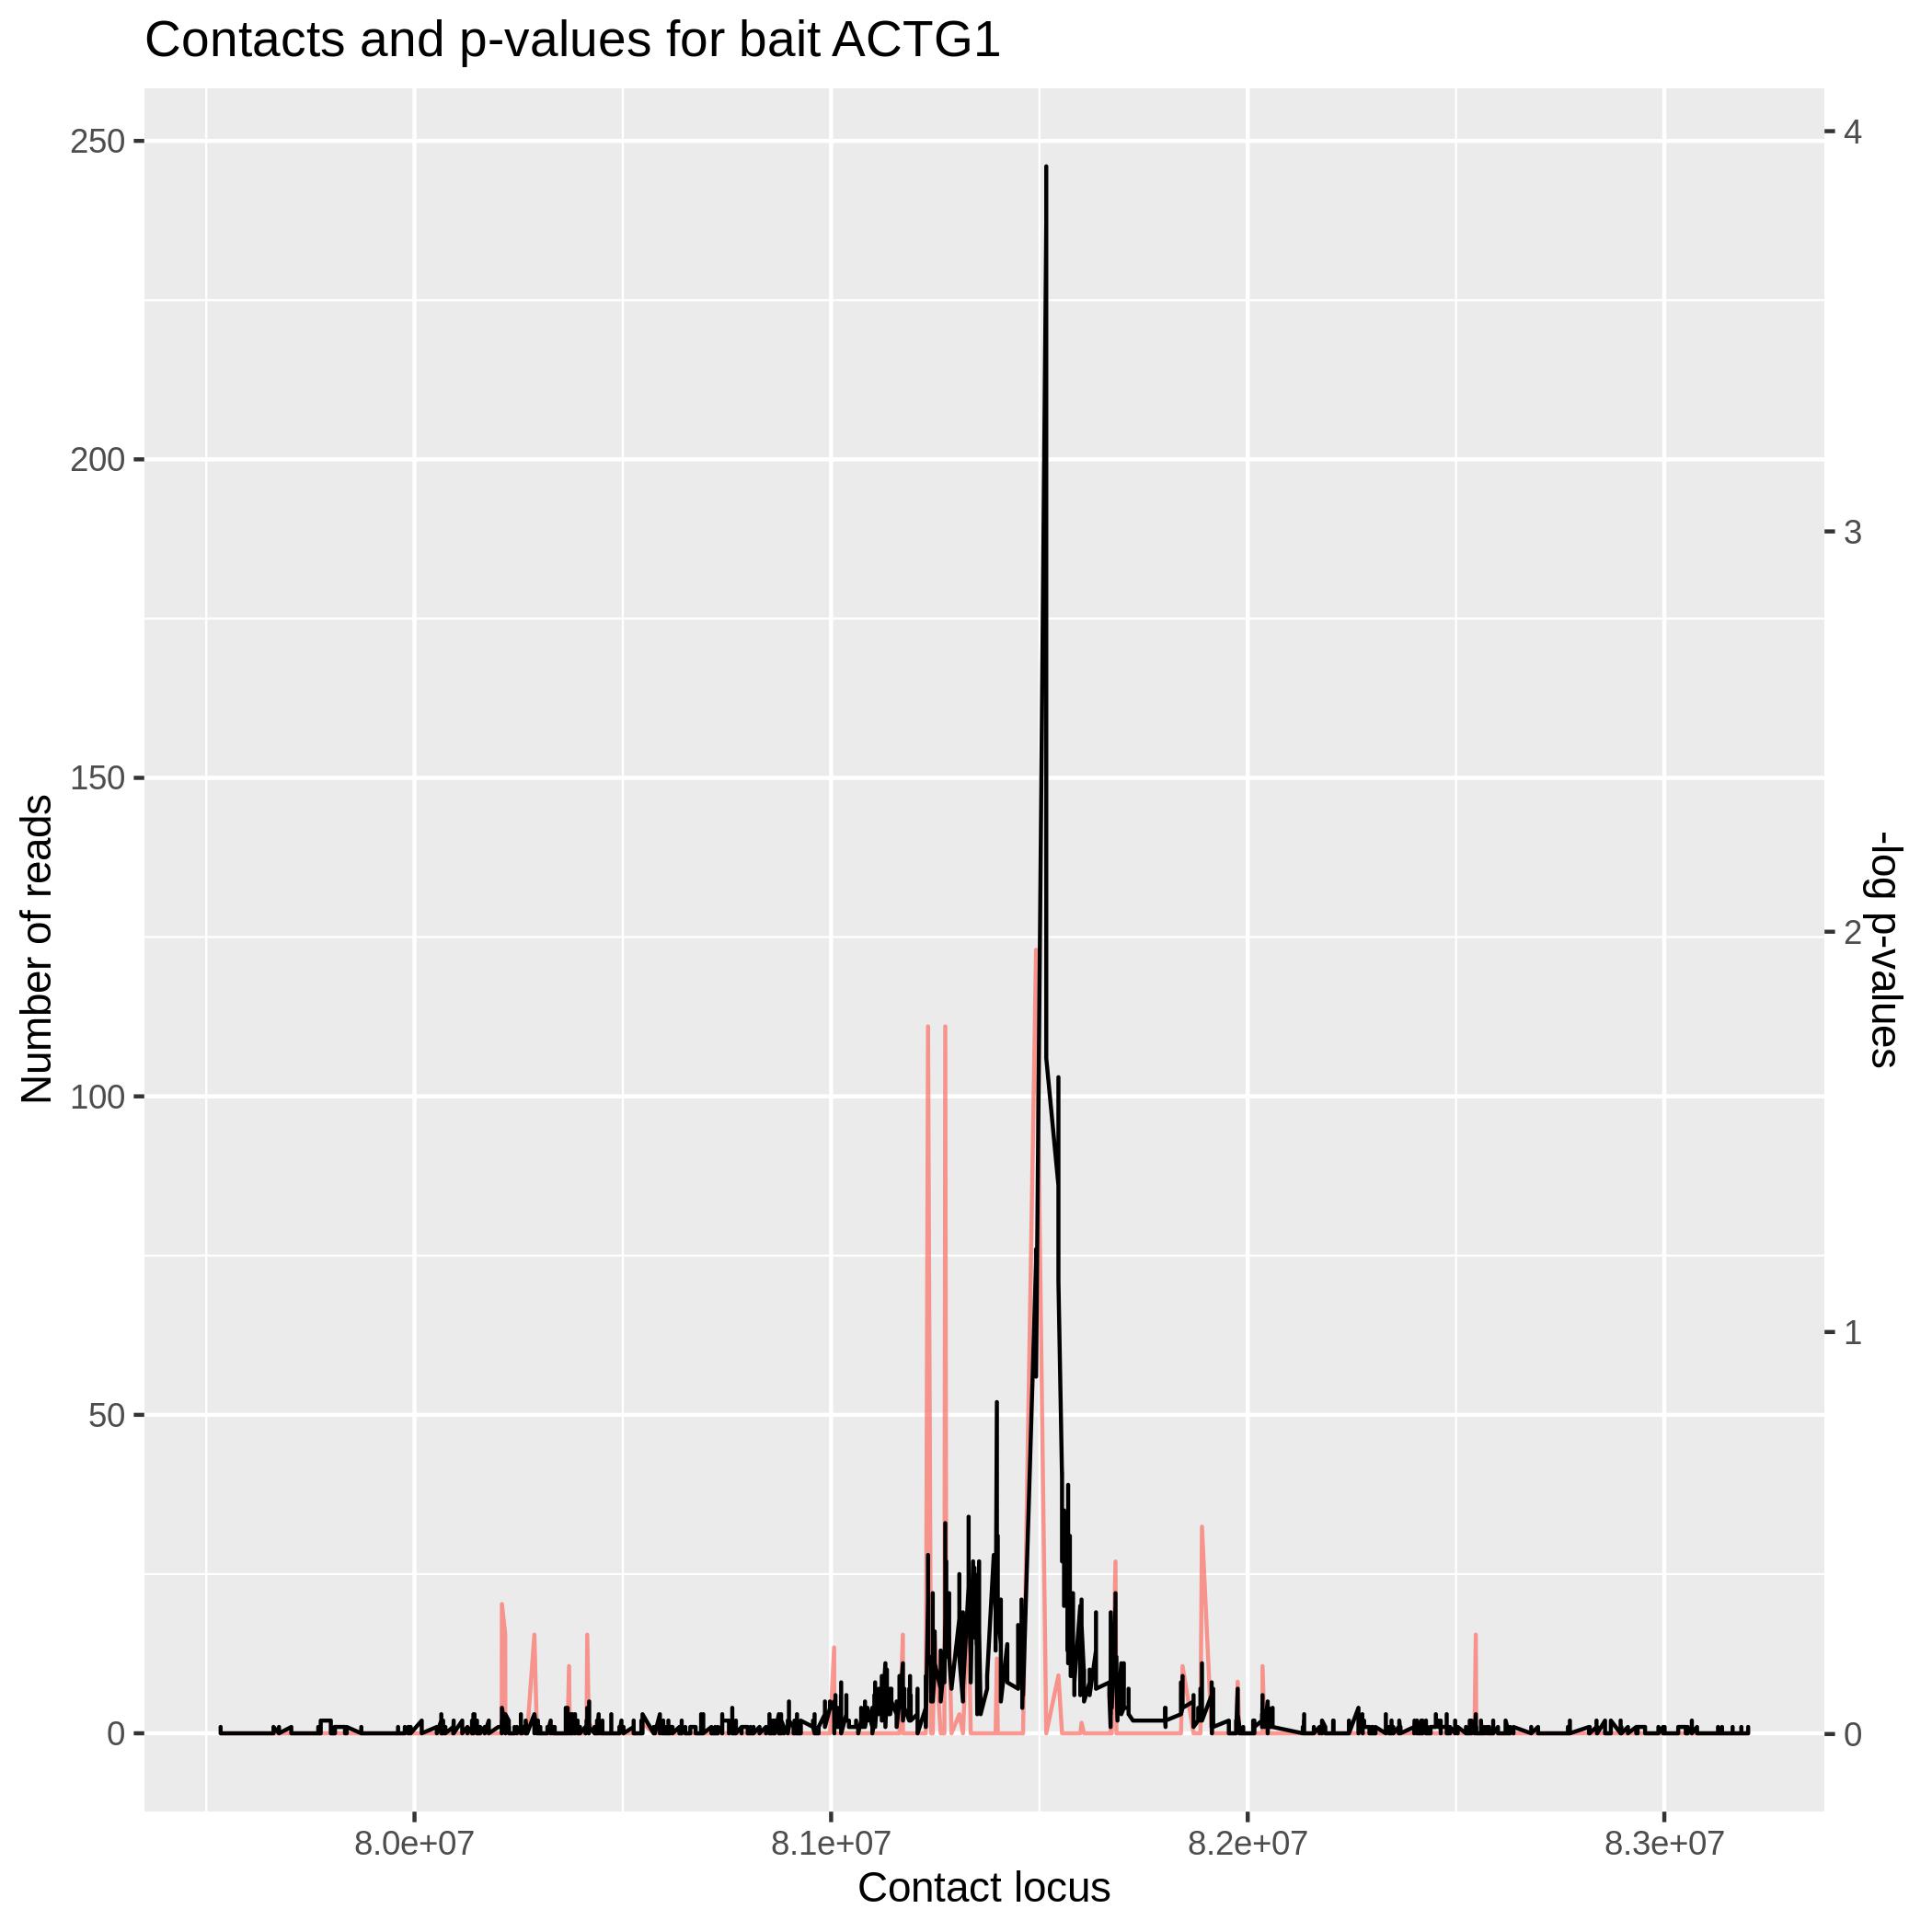 Contacts and p-values for bait ACTG1
250
200
150
100
50
0
Number of reads
4
3
2
1
0
-log p-values
8.0e+07
8.1e+07
8.2e+07
8.3e+07
Contact locus